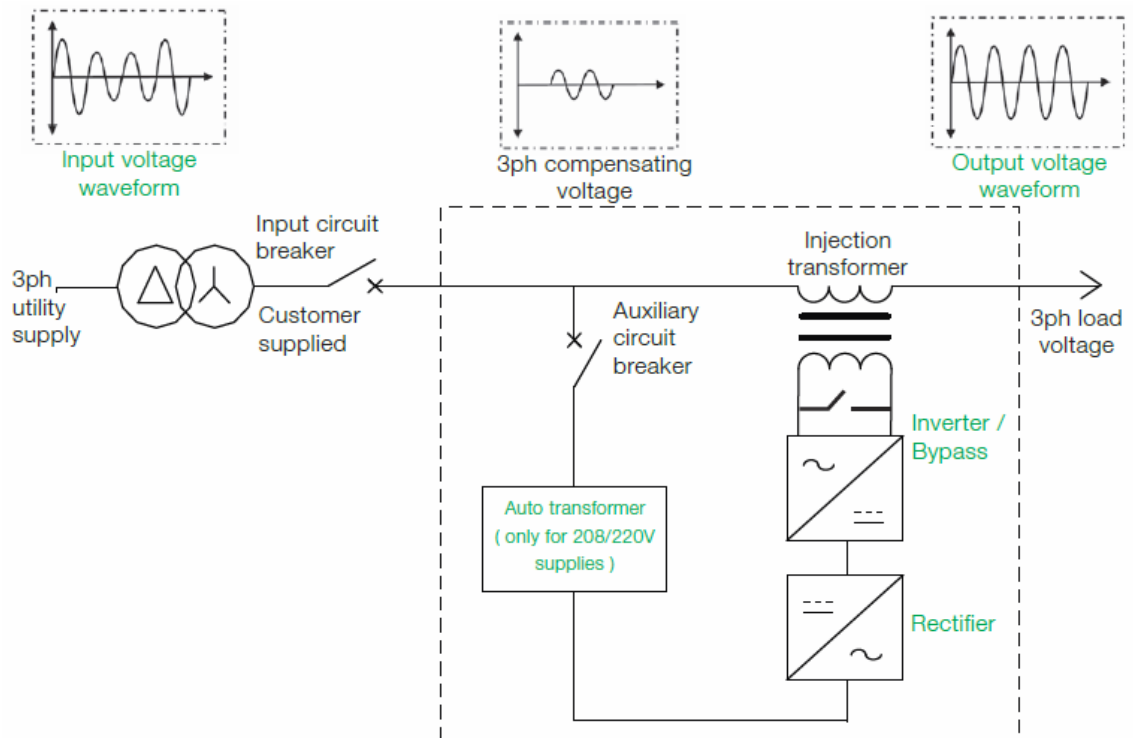 Input voltage
waveform
3ph compensating
voltage
Output voltage
waveform
Input circuit
breaker
3ph
utility
supply
Customer
supplied
Injection
transformer
Auxiliary
circuit
breaker
3ph load
voltage
Inverter /
Bypass
Auto transformer
( only for 208/220V
supplies )
Rectifier